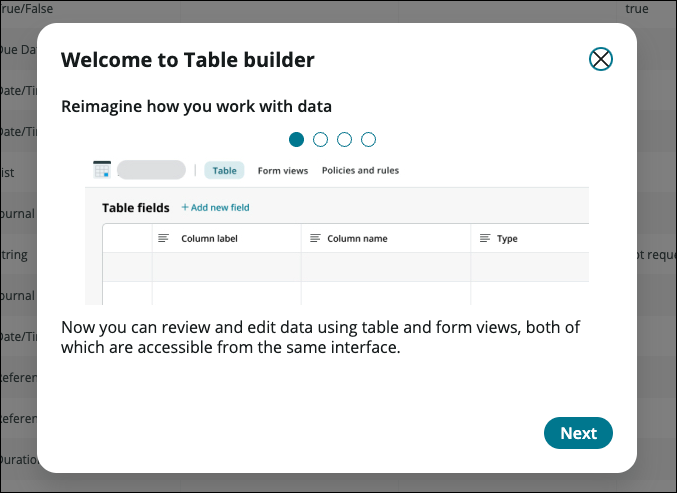 rue/False
true
Welcome to Table builder
Due Da
Reimagine how you work with data
Date/Ti
Date/Ti
Table Form views Policies and rules
ist
Table fields + Add new field
ournal
Column label Column name Type
tring
ot reque
ournal
Now you can review and edit data using table and form views, both of
which are accessible from the same interface.
Date/Ti
eferen
eferen
Next
Duratio